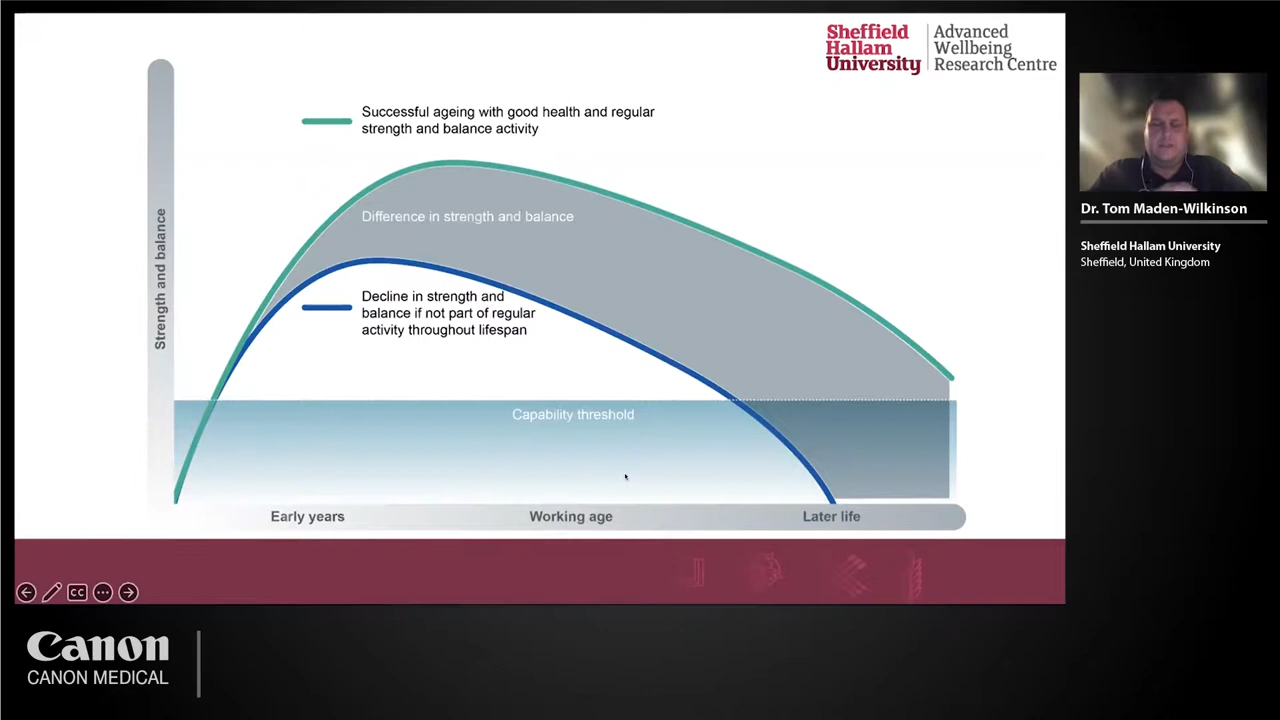 Sheffield
Hallam
University
Advanced
Wellbeing
Research Centre
Strength and balance
Successful ageing with good health and regular
strength and balance activity
Difference in strength and balance
Decline in strength and
balance if not part of regular
activity throughout lifespan
Capability threshold
Early years
Working age
Later life
CC
Dr. Tom Maden-Wilkinson
Sheffield Hallam University
Sheffield, United Kingdom
Canon
CANON MEDICAL